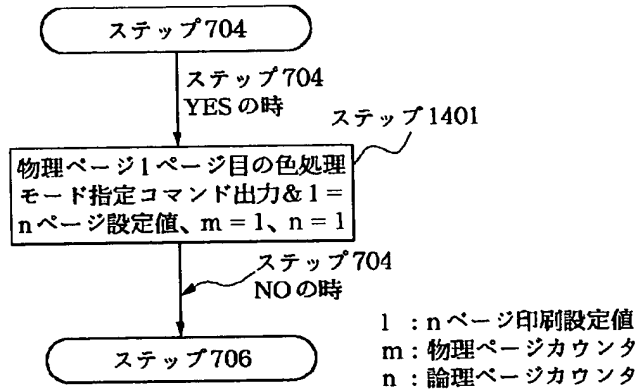 ステップ704
ステップ704
YESの時
ステップ1401
物理ページ1ページ目の色処理
モード指定コマンド出力&l=
nページ設定値、m=1、n=1
ステップ704
NOの時
ステップ706
l:nページ印刷設定値
m:物理ページカウンタ
n:論理ページカウンタ